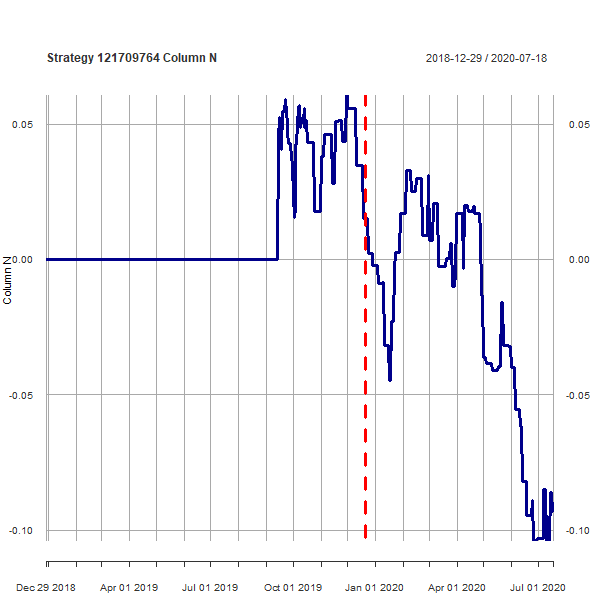 Strategy 121709764 Column N
2018-12-29 / 2020-07-18
0.05
0.05
0.00
0.00
Column N
-0.05
-0.05
-0.10
-0.10
Dec 29 2018
Apr 01 2019
Jul 01 2019
Oct 01 2019
Jan 01 2020
Apr 01 2020
Jul 01 2020